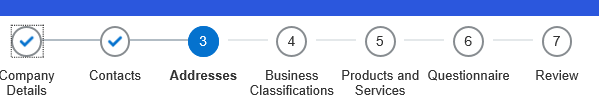 3 4 5 6 7
Company Details
Contacts
Addresses
Business Classifications
Products and Services
Questionnaire
Review